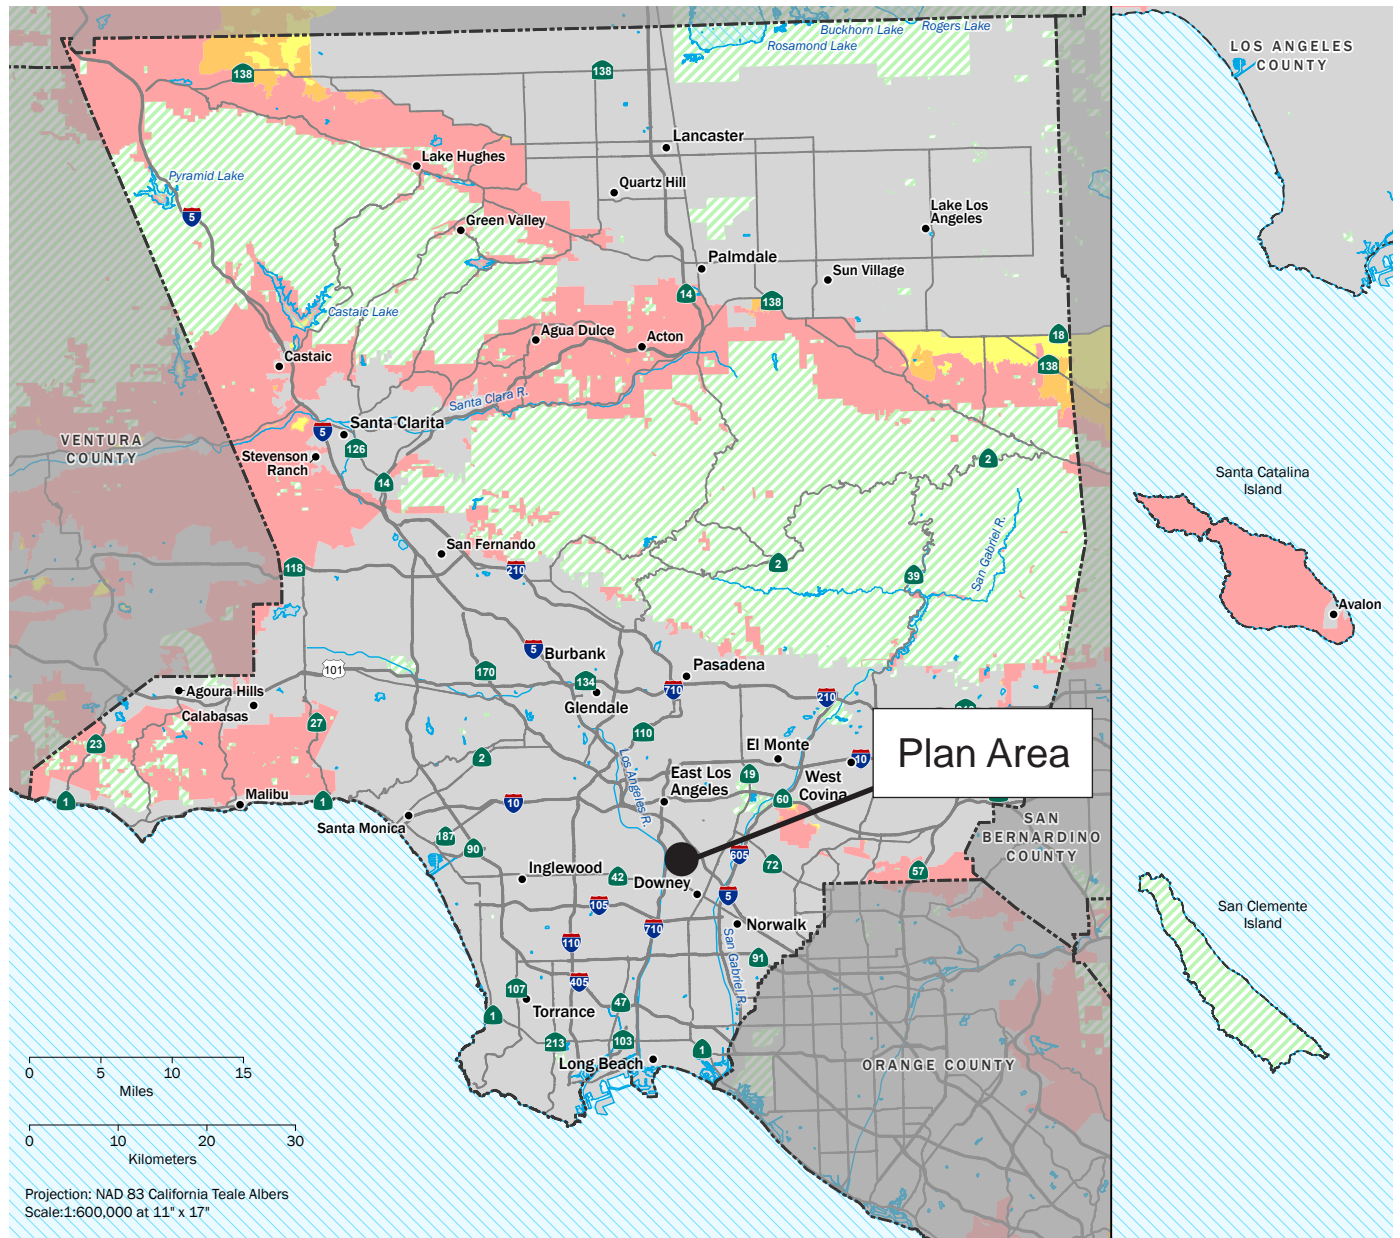 Buckhorn Lake
Rogers Lake
Rosamond Lake
LOS ANGELES
COUNTY
138
138
Lancaster
Lake Hughes
Pyramid Lake
Quartz Hill
5
Green Valley
Lake Los
Angeles
Palmdale
Sun Village
14
138
Castaic Lake
Agua Dulce
Acton
18
Castaic
138
Santa Clara R.
5
Santa Clarita
126
VENTURA
COUNTY
Stevenson
Ranch
2
14
Santa Catalina
Island
San Gabriel R.
San Fernando
118
210
2
39
Avalon
5
Burbank
101
170
134
Pasadena
710
210
Agoura Hills
Calabasas
Glendale
27
23
110
El Monte
2
10
Plan Area
East Los
Angeles
19
West
Covina
Los Angeles R.
60
1
Malibu
1
10
Santa Monica
187
90
SAN
BERNARDINO
COUNTY
605
72
57
Inglewood
42
Downey
5
105
San Clemente
Island
710
Norwalk
110
San Gabriel R.
91
405
107
47
Torrance
1
213
103
1
Long Beach
ORANGE COUNTY
0 5 10 15
Miles
0 10 20 30
Kilometers
Projection: NAD 83 California Teale Albers
Scale:1:600,000 at 11" x 17"